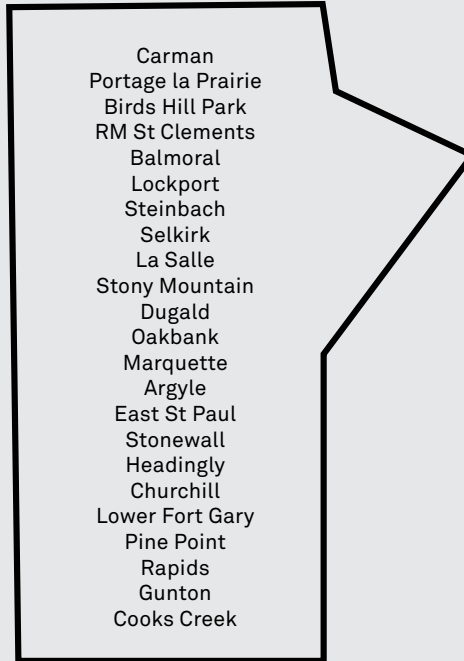 Carman
Portage la Prairie
Birds Hill Park
RM St Clements
Balmoral
Lockport
Steinbach
Selkirk
La Salle
Stony Mountain
Dugald
Oakbank
Marquette
Argyle
East St Paul
Stonewall
Headingly
Churchill
Lower Fort Gary
Pine Point
Rapids
Gunton
Cooks Creek